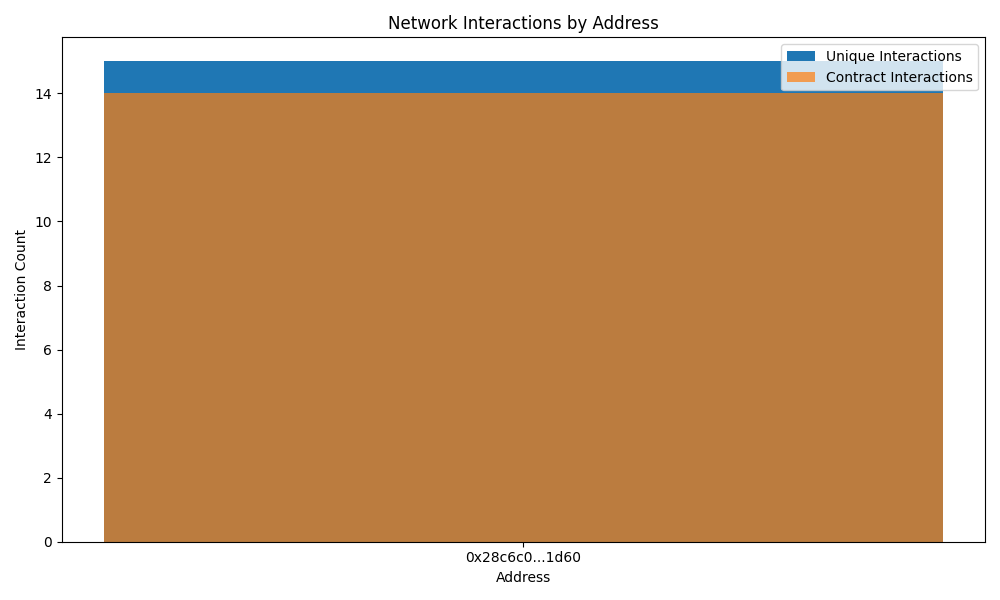 Network Interactions by Address
Unique Interactions
Contract Interactions
Interaction Count
14
12
10
8
6
4
2
0
0x28c6c0...1d60
Address